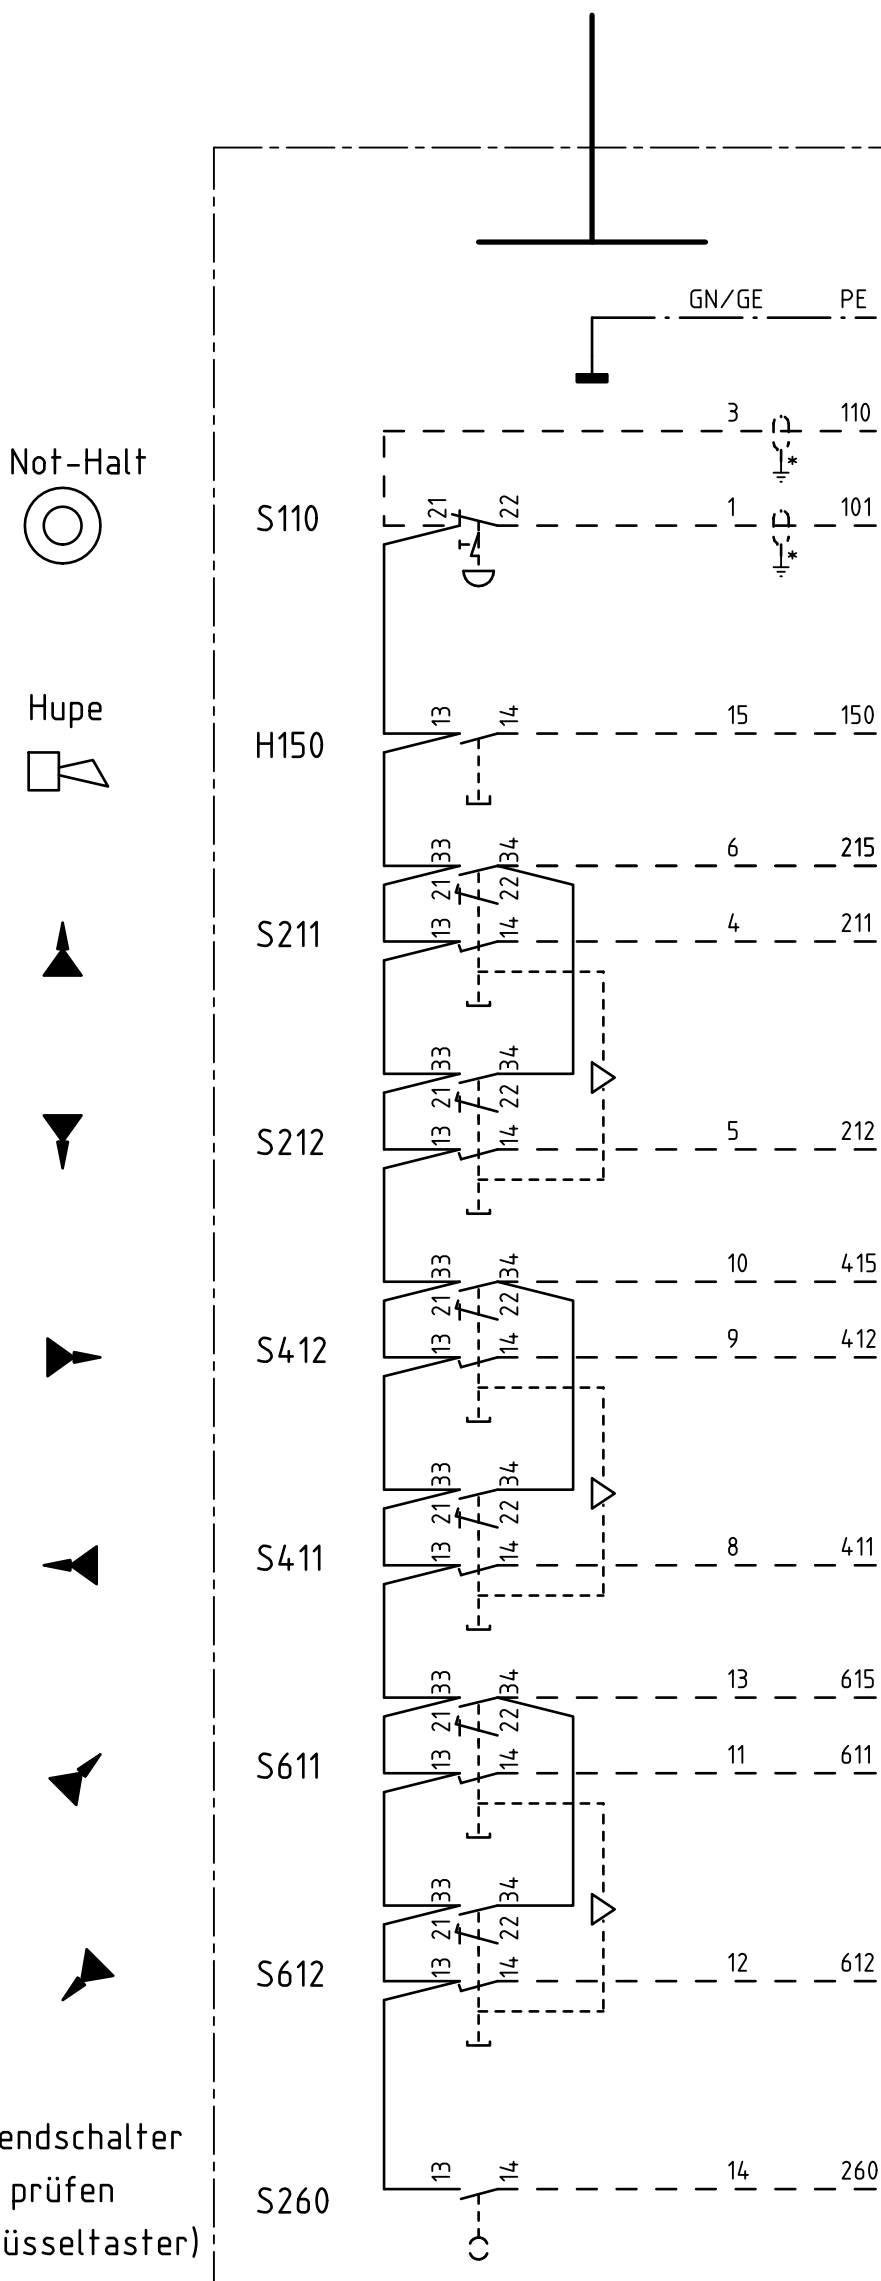 GN/GE PE
3 110
*
Not-Halt
S110 21 22 1 101
*
Hupe
H150 13 14 15 150
33 34 6 215
21 22
S211 13 14 4 211
33 34
21 22
S212 13 14 5 212
33 34 10 415
21 22
S412 13 14 9 412
33 34
21 22
S411 13 14 8 411
33 34 13 615
21 22
S611 13 14 11 611
33 34
21 22
S612 13 14 12 612
endschalter
prüfen
S260 13 14 14 260
üsseltaster)